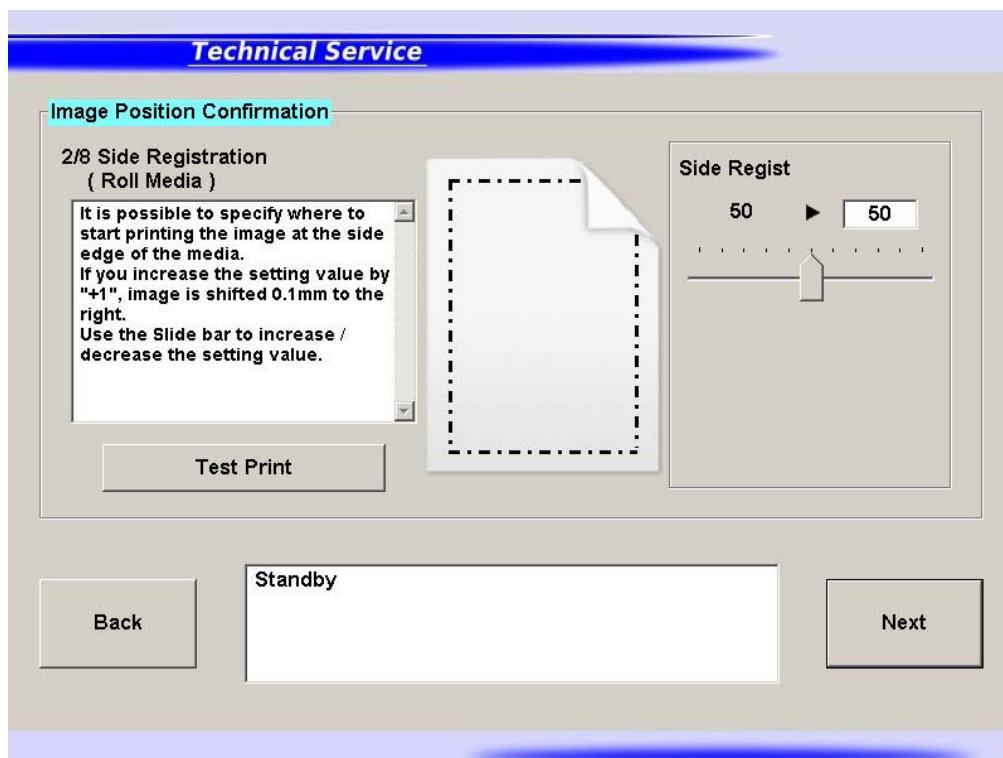 Technical Service
Image Position Confirmation
2/8 Side Registration
( Roll Media )
It is possible to specify where to
start printing the image at the side
edge of the media.
If you increase the setting value by
"+1", image is shifted 0.1mm to the
right.
Use the Slide bar to increase /
decrease the setting value.
Test Print
Side Regist
50 ► 50
Standby
Back
Next